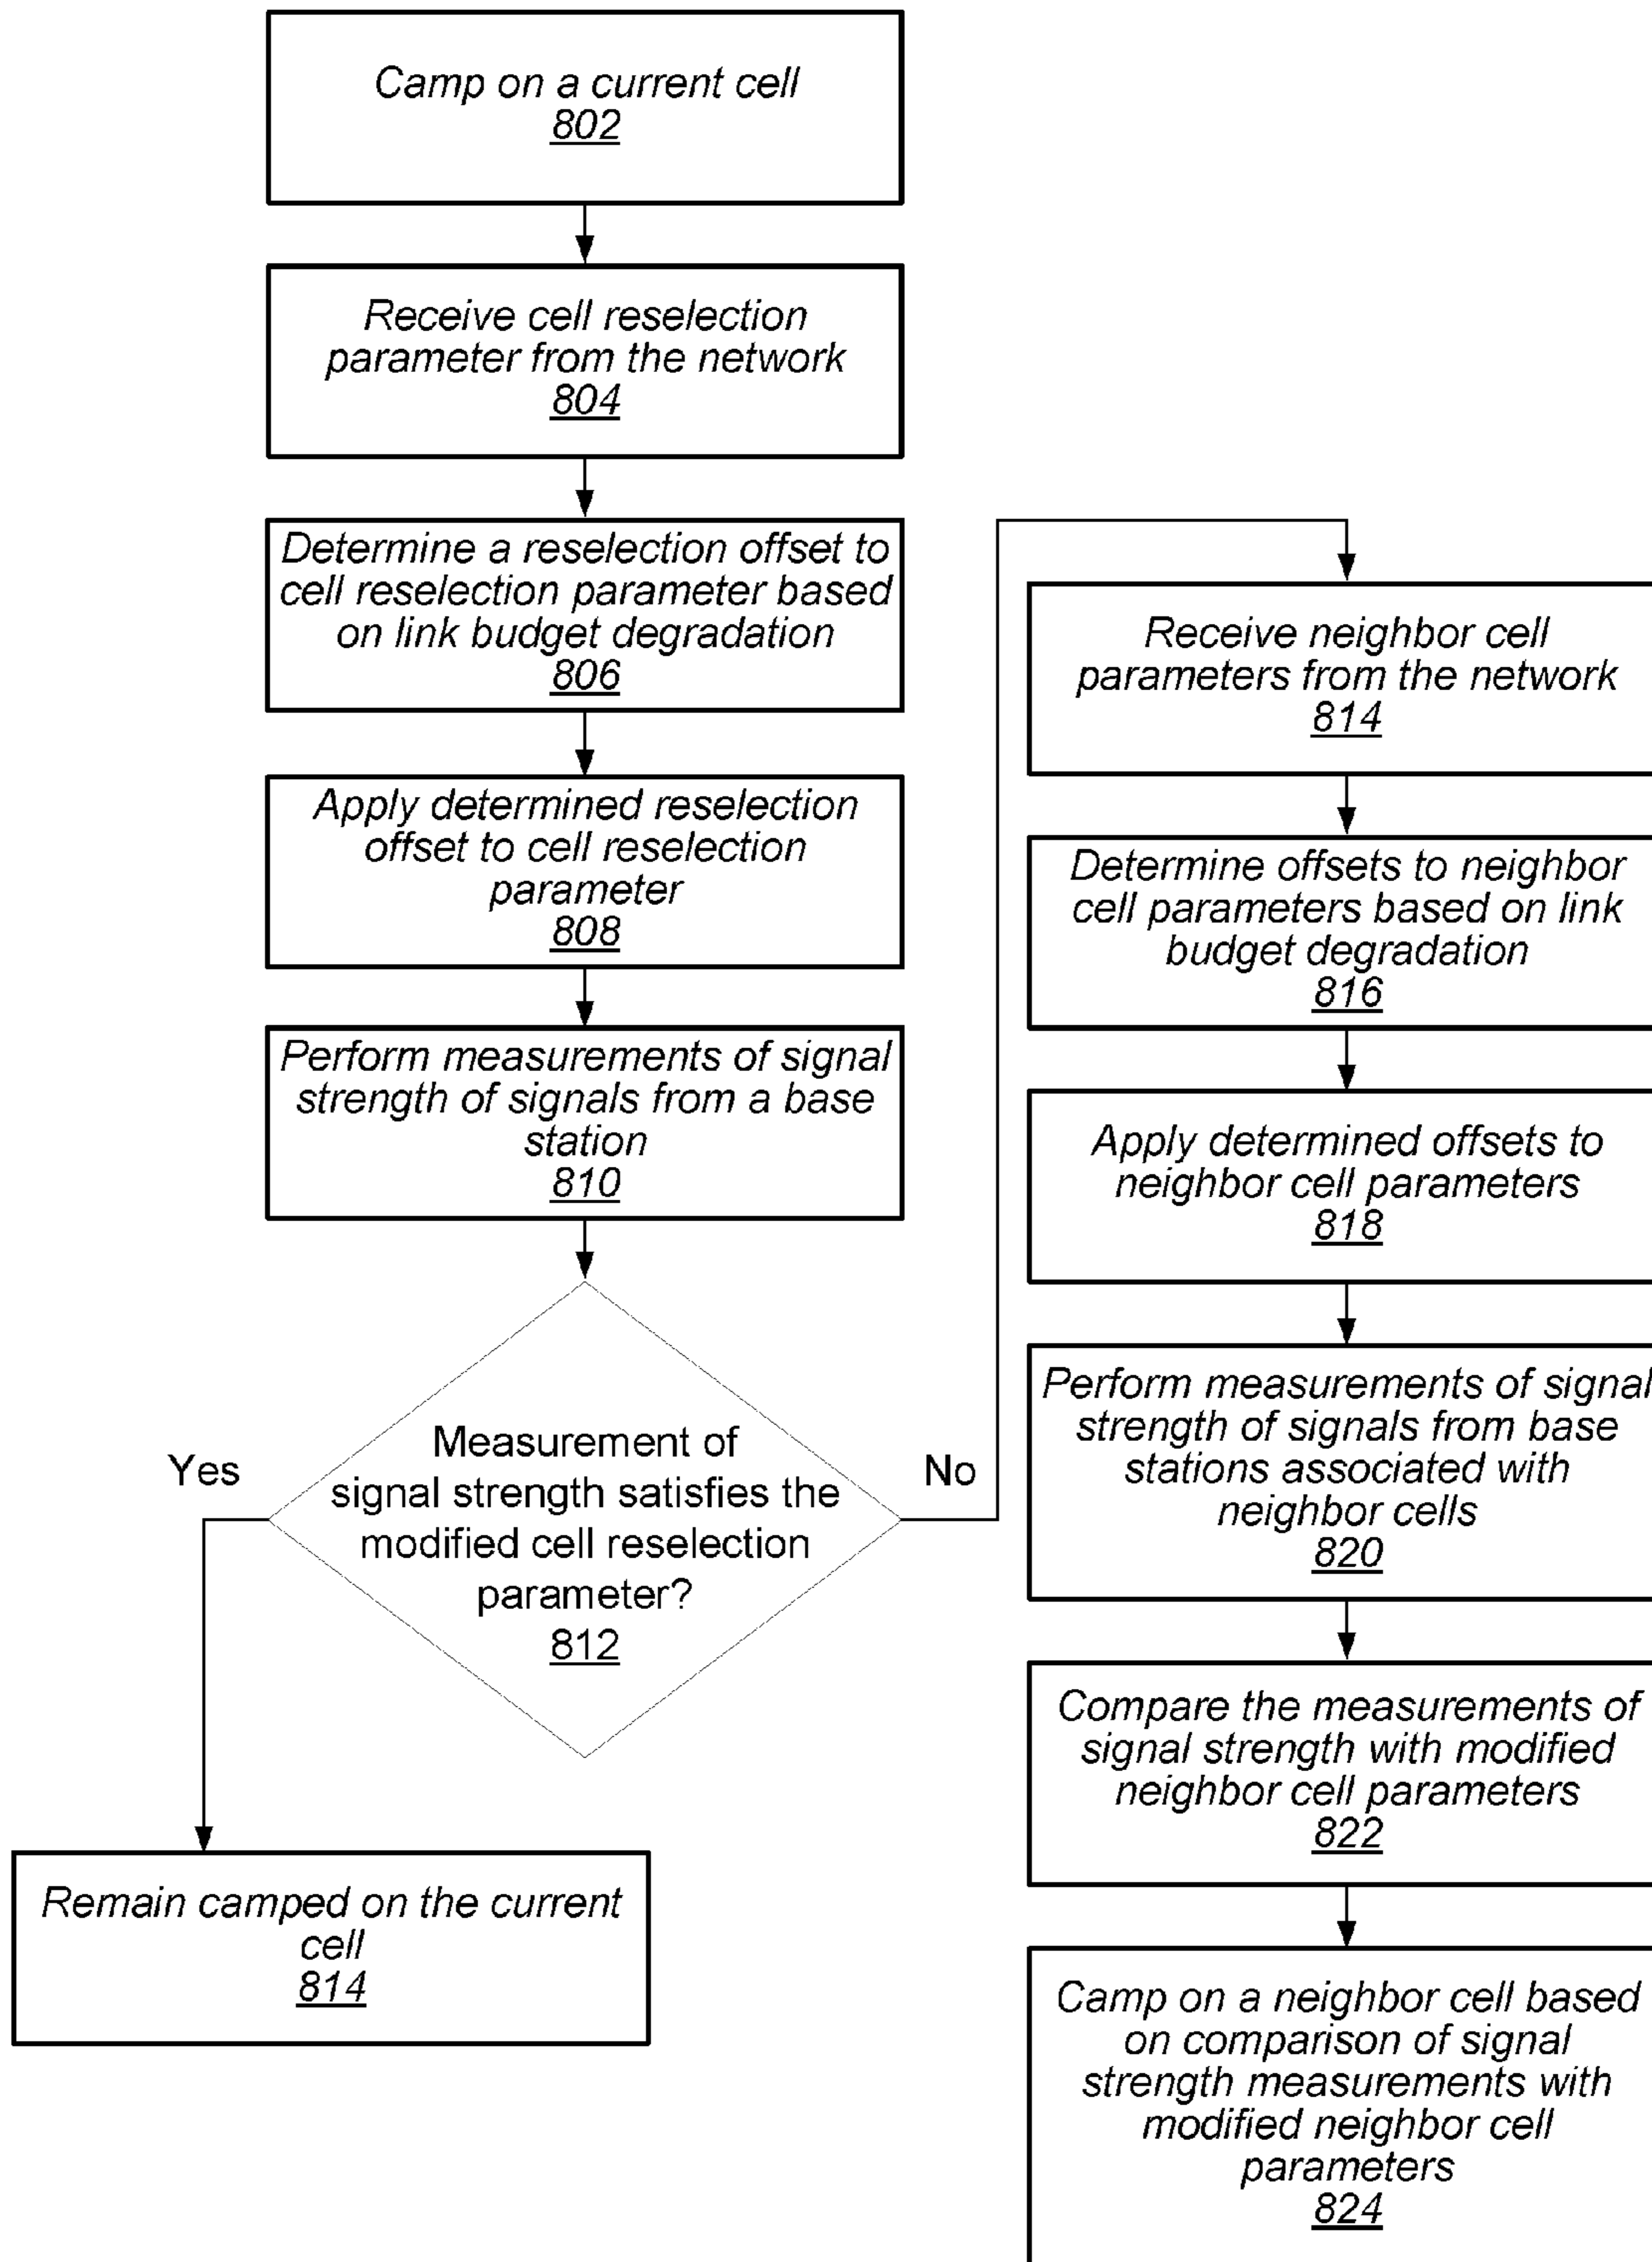 Camp on a current cell
802
Receive cell reselection
parameter from the network
804
Determine a reselection offset to
cell reselection parameter based
on link budget degradation
806
Apply determined reselection
offset to cell reselection
parameter
808
Perform measurements of signal
strength of signals from a base
station
810
Measurement of
signal strength satisfies the
modified cell reselection
parameter?
812
Yes
No
Remain camped on the current
cell
814
Receive neighbor cell
parameters from the network
814
Determine offsets to neighbor
cell parameters based on link
budget degradation
816
Apply determined offsets to
neighbor cell parameters
818
Perform measurements of signal
strength of signals from base
stations associated with
neighbor cells
820
Compare the measurements of
signal strength with modified
neighbor cell parameters
822
Camp on a neighbor cell based
on comparison of signal
strength measurements with
modified neighbor cell
parameters
824